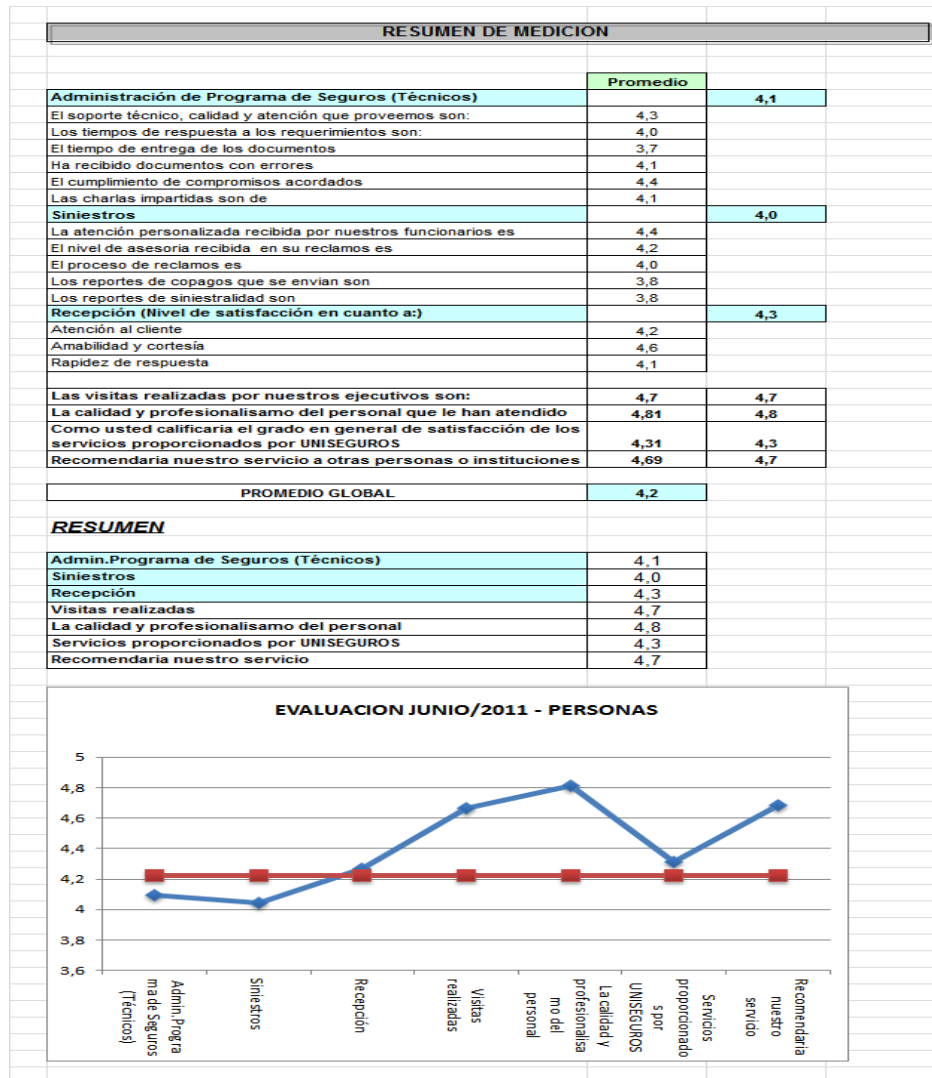 RESUMEN DE MEDICION
Promedio
Administración de Programa de Seguros (Técnicos) 4,1
El soporte técnico, calidad y atención que proveemos son: 4,3
Los tiempos de respuesta a los requerimientos son: 4,0
El tiempo de entrega de los documentos 3,7
Ha recibido documentos con errores 4,1
El cumplimiento de compromisos acordados 4,4
Las charlas impartidas son de 4,1
Siniestros 4,0
La atención personalizada recibida por nuestros funcionarios es 4,4
El nivel de asesoria recibida en su reclamos es 4,2
El proceso de reclamos es 4,0
Los reportes de copagos que se envian son 3,8
Los reportes de siniestralidad son 3,8
Recepción (Nivel de satisfacción en cuanto a:) 4,3
Atención al cliente 4,2
Amabilidad y cortesía 4,6
Rapidez de respuesta 4,1
Las visitas realizadas por nuestros ejecutivos son: 4,7 4,7
La calidad y profesionalisamo del personal que le han atendido 4,81 4,8
Como usted calificaria el grado en general de satisfacción de los
servicios proporcionados por UNISEGUROS 4,31 4,3
Recomendaria nuestro servicio a otras personas o instituciones 4,69 4,7
PROMEDIO GLOBAL 4,2
RESUMEN
Admin.Programa de Seguros (Técnicos) 4,1
Siniestros 4,0
Recepción 4,3
Visitas realizadas 4,7
La calidad y profesionalisamo del personal 4,8
Servicios proporcionados por UNISEGUROS 4,3
Recomendaria nuestro servicio 4,7
EVALUACION JUNIO/2011 - PERSONAS
5
4,8
4,6
4,4
4,2
4
3,8
3,6
Admin.Progra
ma de Seguros
(Técnicos)
Siniestros
Recepción
Visitas
realizadas
La calidad y
profesionalisa
mo del
personal
Servicios
proporcionado
s por
UNISEGUROS
Recomendaria
nuestro
servicio